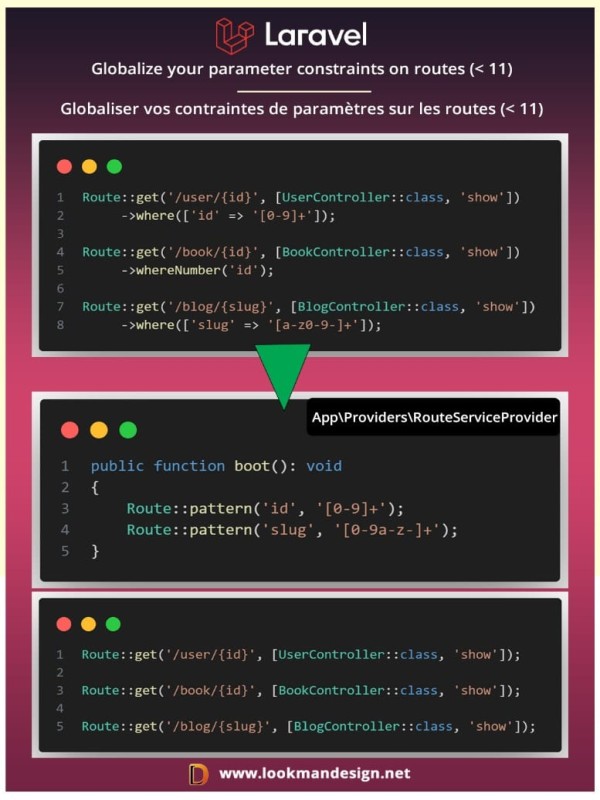 Laravel
Globalize your parameter constraints on routes (< 11)
Globaliser vos contraintes de paramètres sur les routes (< 11)
1 Route::get('/user/{id}', [UserController::class, 'show'])
2 ->where(['id' => '[0-9]+']);
3
4 Route::get('/book/{id}', [BookController::class, 'show'])
5 ->whereNumber('id');
6
7 Route::get('/blog/{slug}', [BlogController::class, 'show'])
8 ->where(['slug' => '[a-z0-9-]+']);
App\Providers\RouteServiceProvider
1 public function boot(): void
2 {
3 Route::pattern('id', '[0-9]+');
4 Route::pattern('slug', '[0-9a-z-]+');
5 }
1 Route::get('/user/{id}', [UserController::class, 'show']);
2
3 Route::get('/book/{id}', [BookController::class, 'show']);
4
5 Route::get('/blog/{slug}', [BlogController::class, 'show']);
www.lookmandesign.net